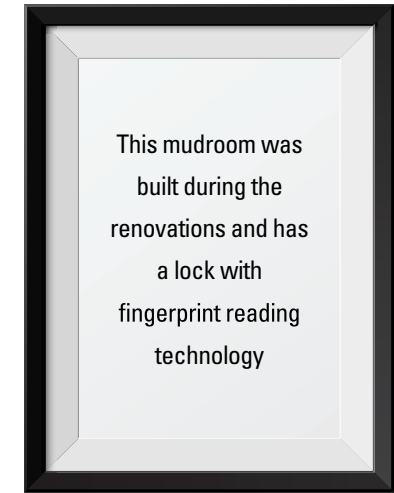 This mudroom was
built during the
renovations and has
a lock with
fingerprint reading
technology